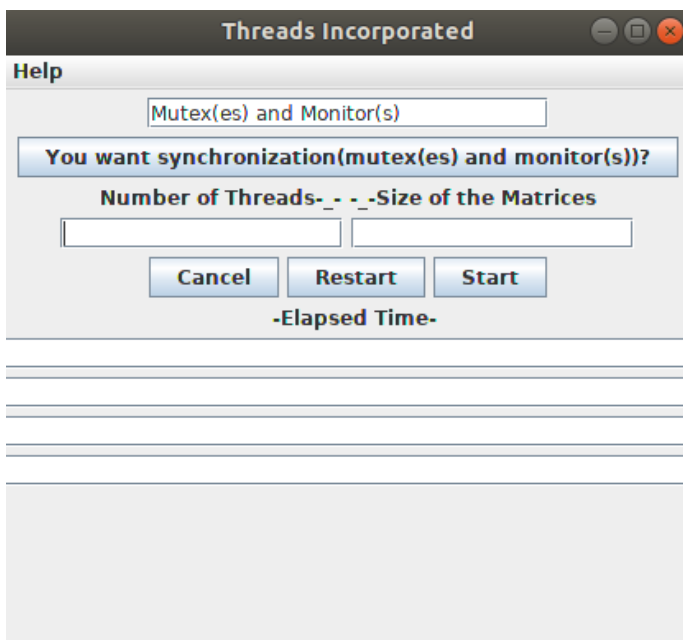 Threads Incorporated
Help
Mutex(es) and Monitor(s)
You want synchronization(mutex(es) and monitor(s))?
Number of Threads-_- -_-Size of the Matrices
Cancel Restart Start
-Elapsed Time-